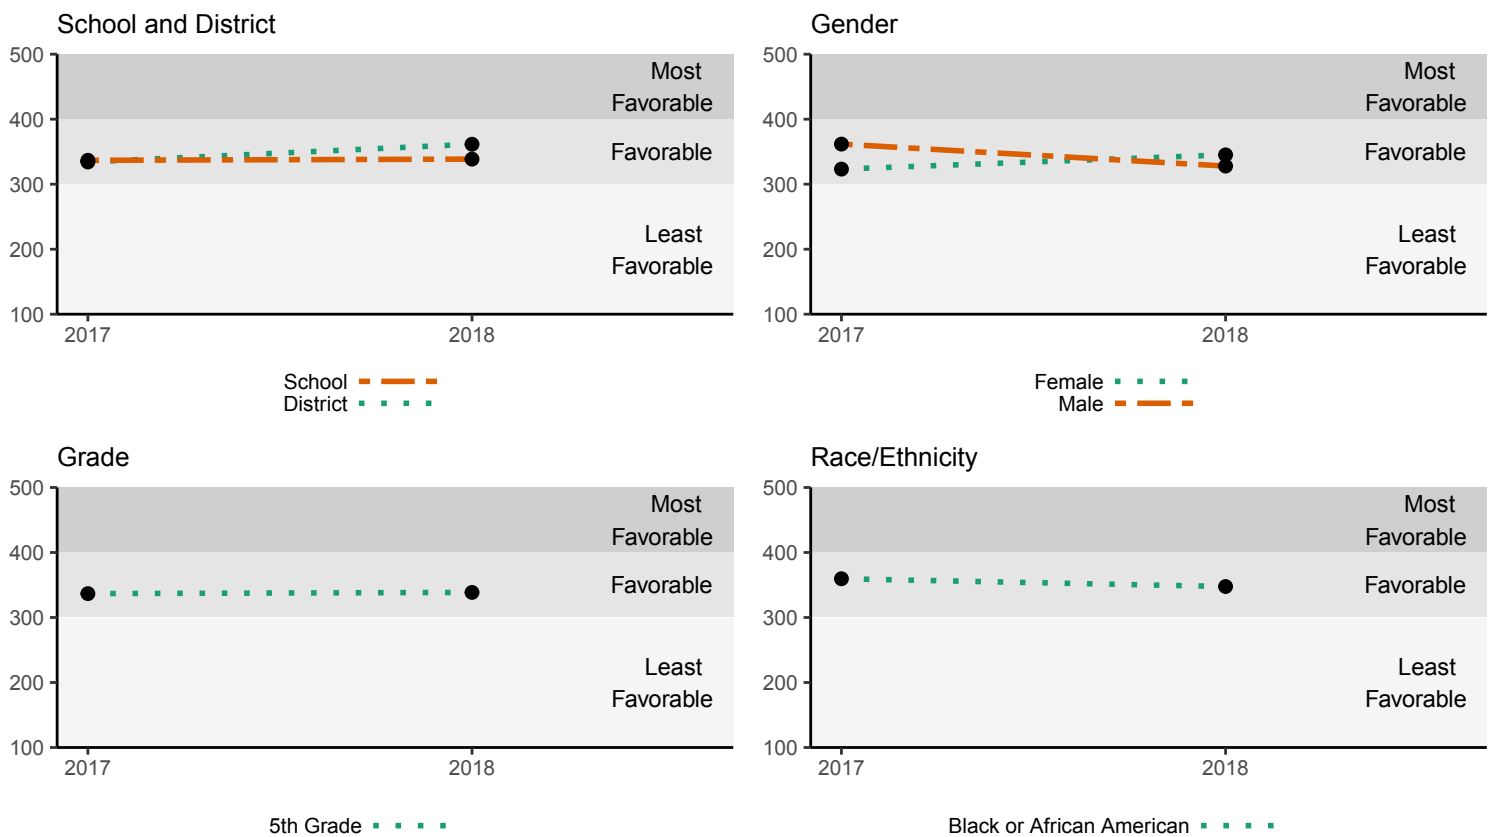 School and District
500
400
300
200
100
Most
Favorable
Favorable
Least
Favorable
2017 2018
School
District
Gender
500
400
300
200
100
Most
Favorable
Favorable
Least
Favorable
2017 2018
Female
Male
Grade
500
400
300
200
100
Most
Favorable
Favorable
Least
Favorable
2017 2018
5th Grade
Race/Ethnicity
500
400
300
200
100
Most
Favorable
Favorable
Least
Favorable
2017 2018
Black or African American